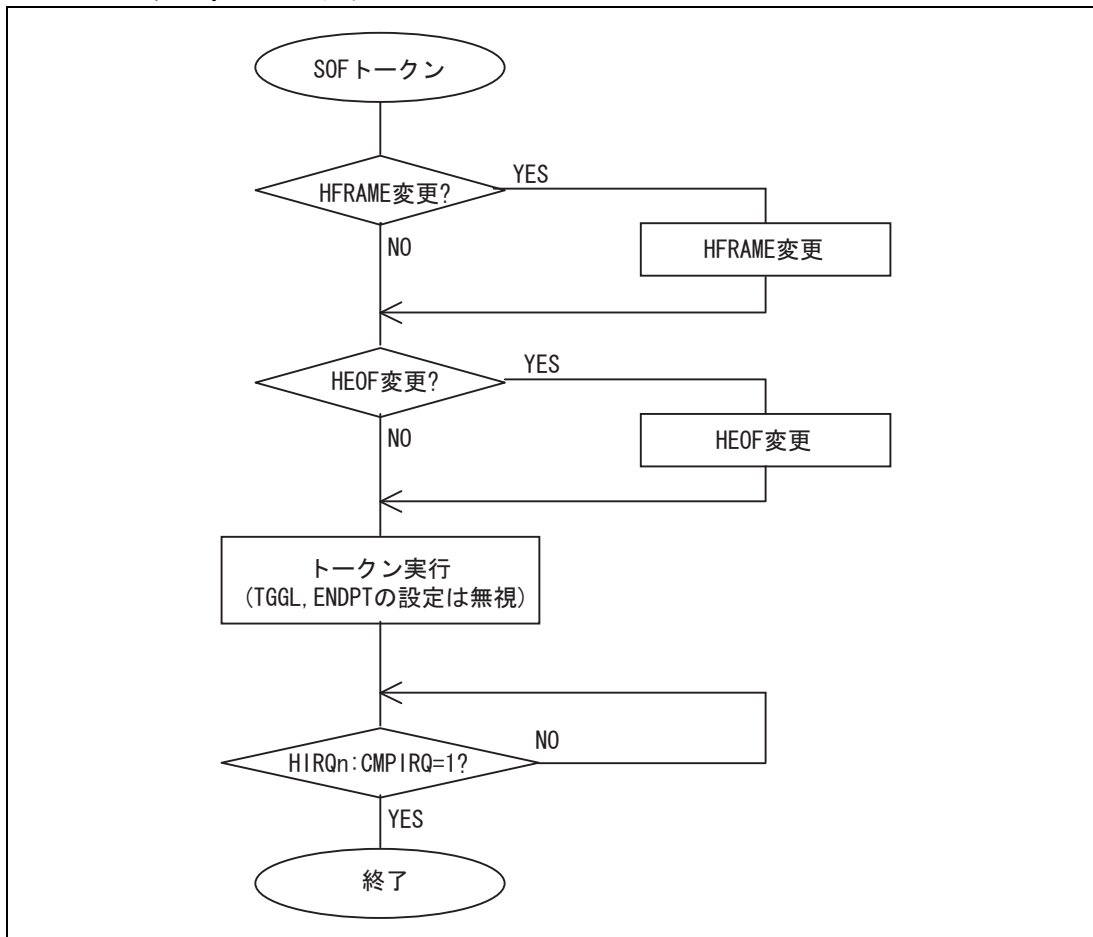 SOFトークン
HFRAME変更?
YES
NO
HFRAME変更
HEOF変更?
YES
NO
HEOF変更
トークン実行
(TGGL,ENDPTの設定は無視)
HIRQn:CMPIRQ=1?
NO
YES
終了